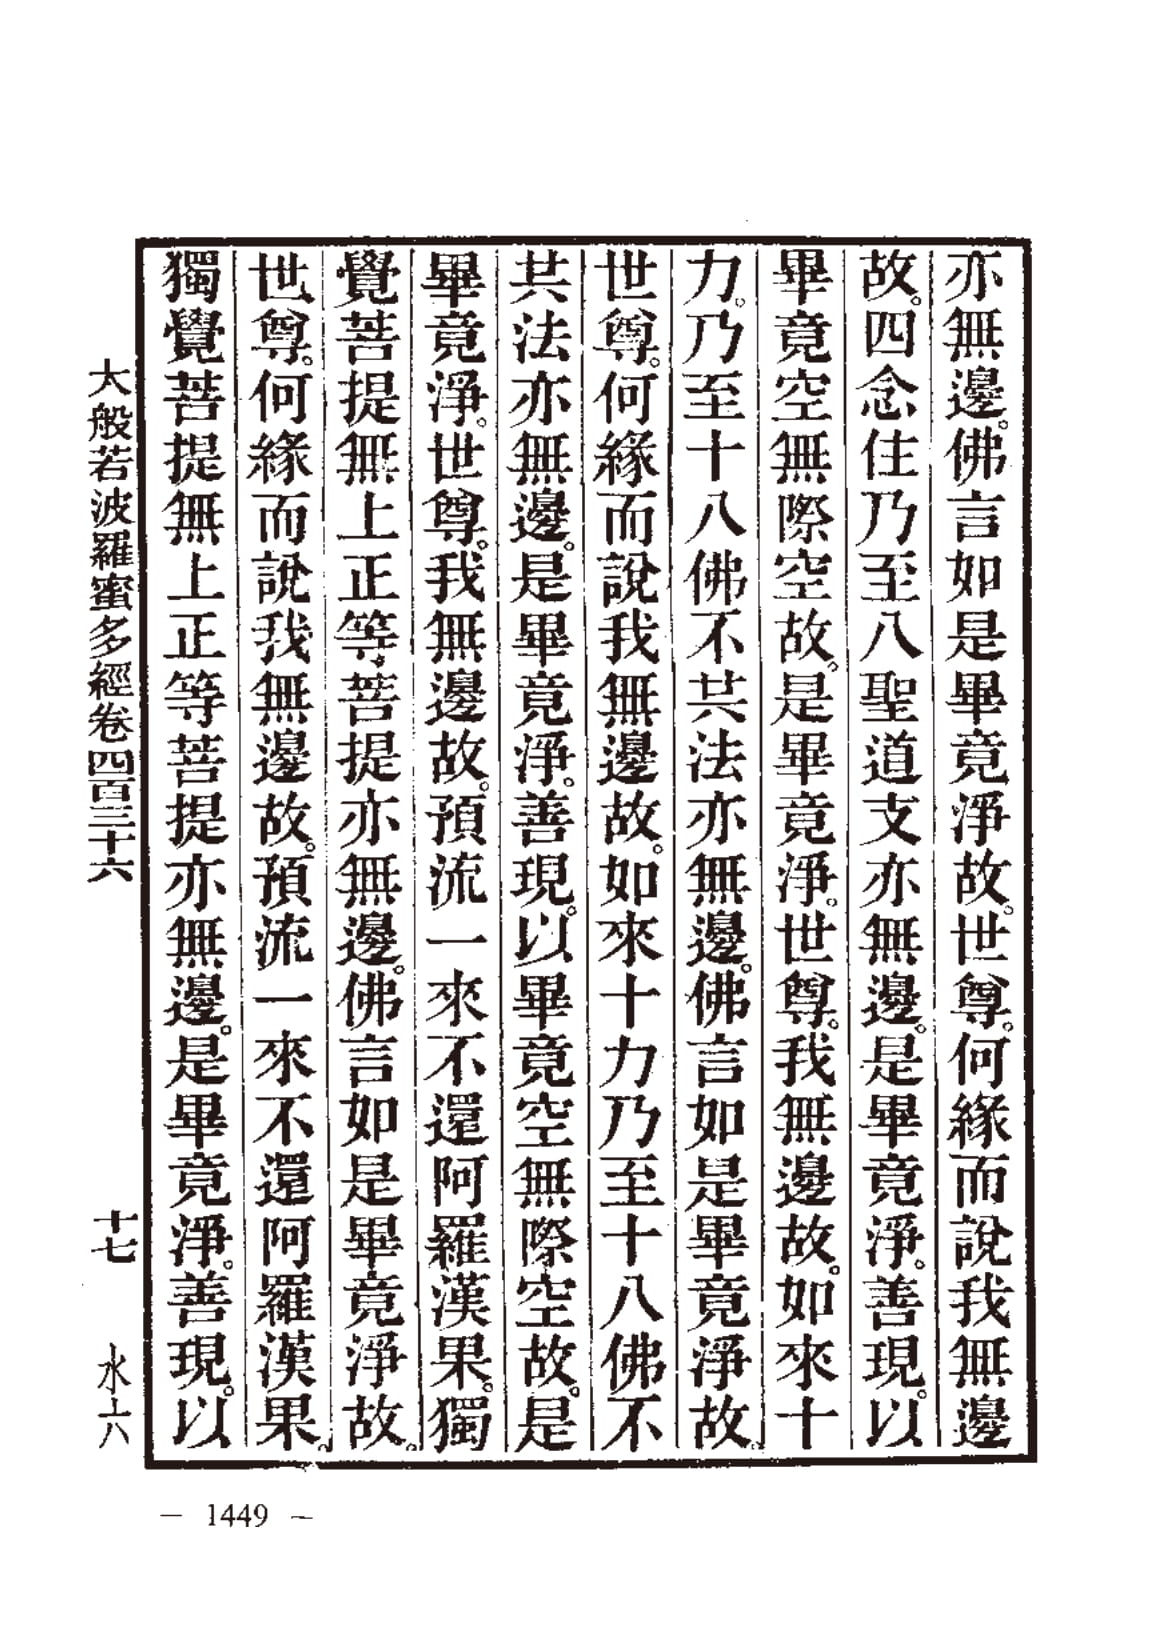 亦無邊。佛言如是畢竟淨故。世尊。何緣而說我無邊
故。四念住乃至八聖道支亦無邊。是畢竟淨。善現。以
畢竟空無際空故。是畢竟淨。世尊。我無邊故。如來十
力。乃至十八佛不共法亦無邊。佛言如是畢竟淨故。
世尊。何緣而說我無邊故。如來十力乃至十八佛不
共法亦無邊。是畢竟淨。善現。以畢竟空無際空故。是
畢竟淨。世尊。我無邊故。預流一來不還阿羅漢果。獨
覺菩提無上正等菩提亦無邊。佛言如是畢竟淨故。
世尊。何緣而說我無邊故。預流一來不還阿羅漢果。
獨覺菩提無上正等菩提亦無邊。是畢竟淨。善現。以
大般若波羅蜜多經卷四百三十六 十七 水六
— 1449 —